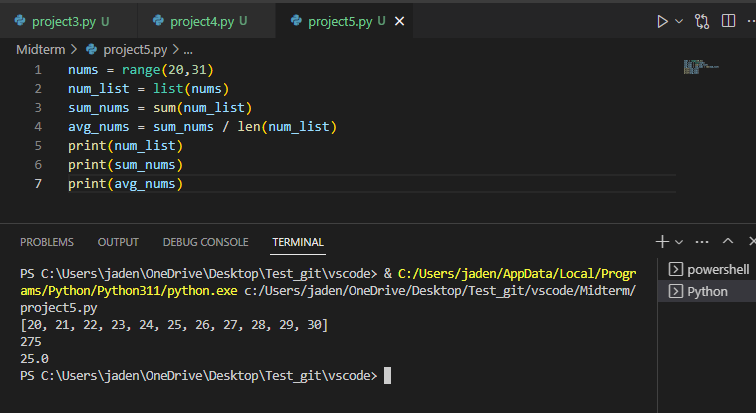 project3.py U project4.py U project5.py U
Midterm > project5.py > ...
1 nums = range(20,31)
2 num_list = list(nums)
3 sum_nums = sum(num_list)
4 avg_nums = sum_nums / len(num_list)
5 print(num_list)
6 print(sum_nums)
7 print(avg_nums)
PROBLEMS OUTPUT DEBUG CONSOLE TERMINAL
PS C:\Users\jaden\OneDrive\Desktop\Test_git\vscode> & C:/Users/jaden/AppData/Local/Progr
ams/Python/Python311/python.exe c:/Users/jaden/OneDrive/Desktop/Test_git/vscode/Midterm/
project5.py
[20, 21, 22, 23, 24, 25, 26, 27, 28, 29, 30]
275
25.0
PS C:\Users\jaden\OneDrive\Desktop\Test_git\vscode>
powershell
Python